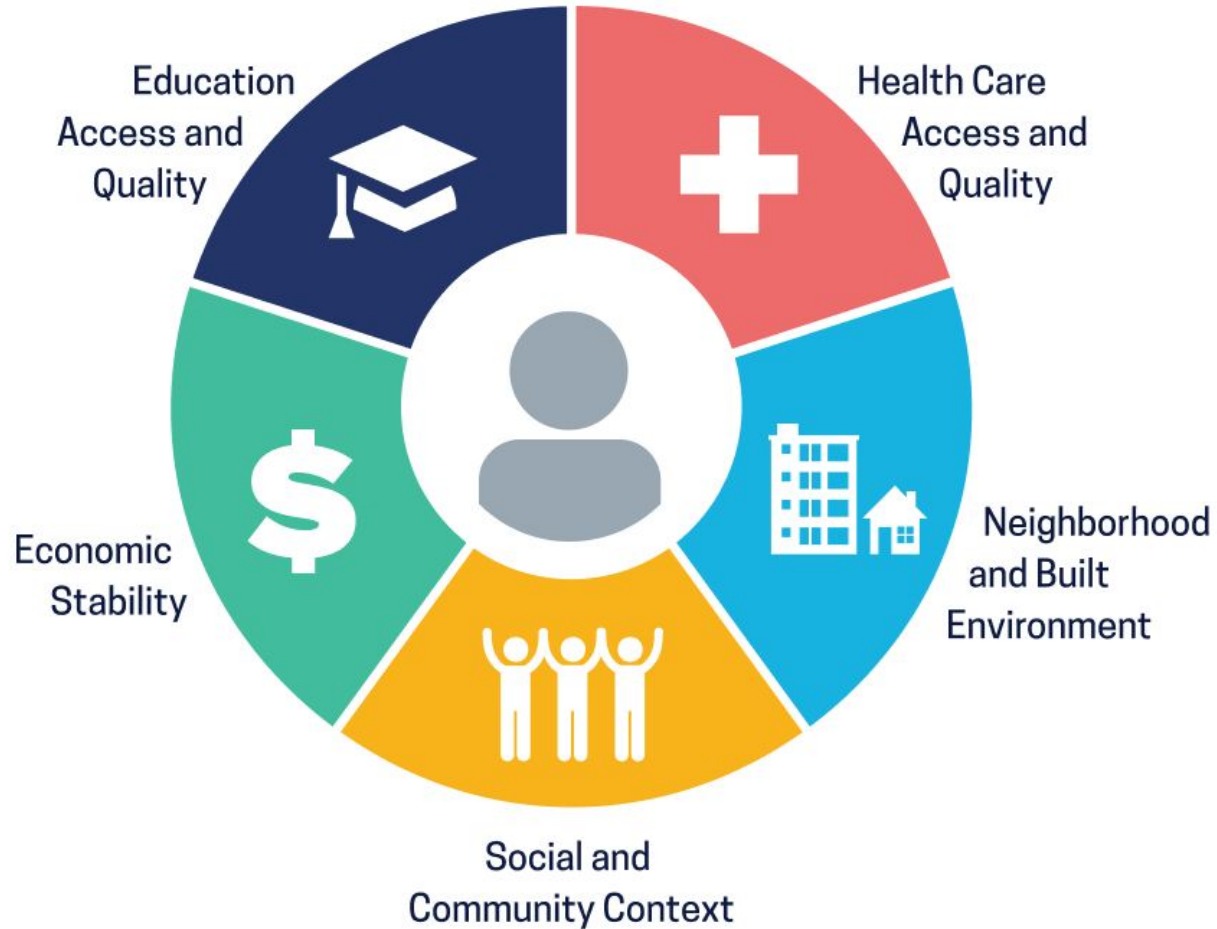 Education
Access and
Quality
Health Care
Access and
Quality
Economic
Stability
Neighborhood
and Built
Environment
Social and
Community Context